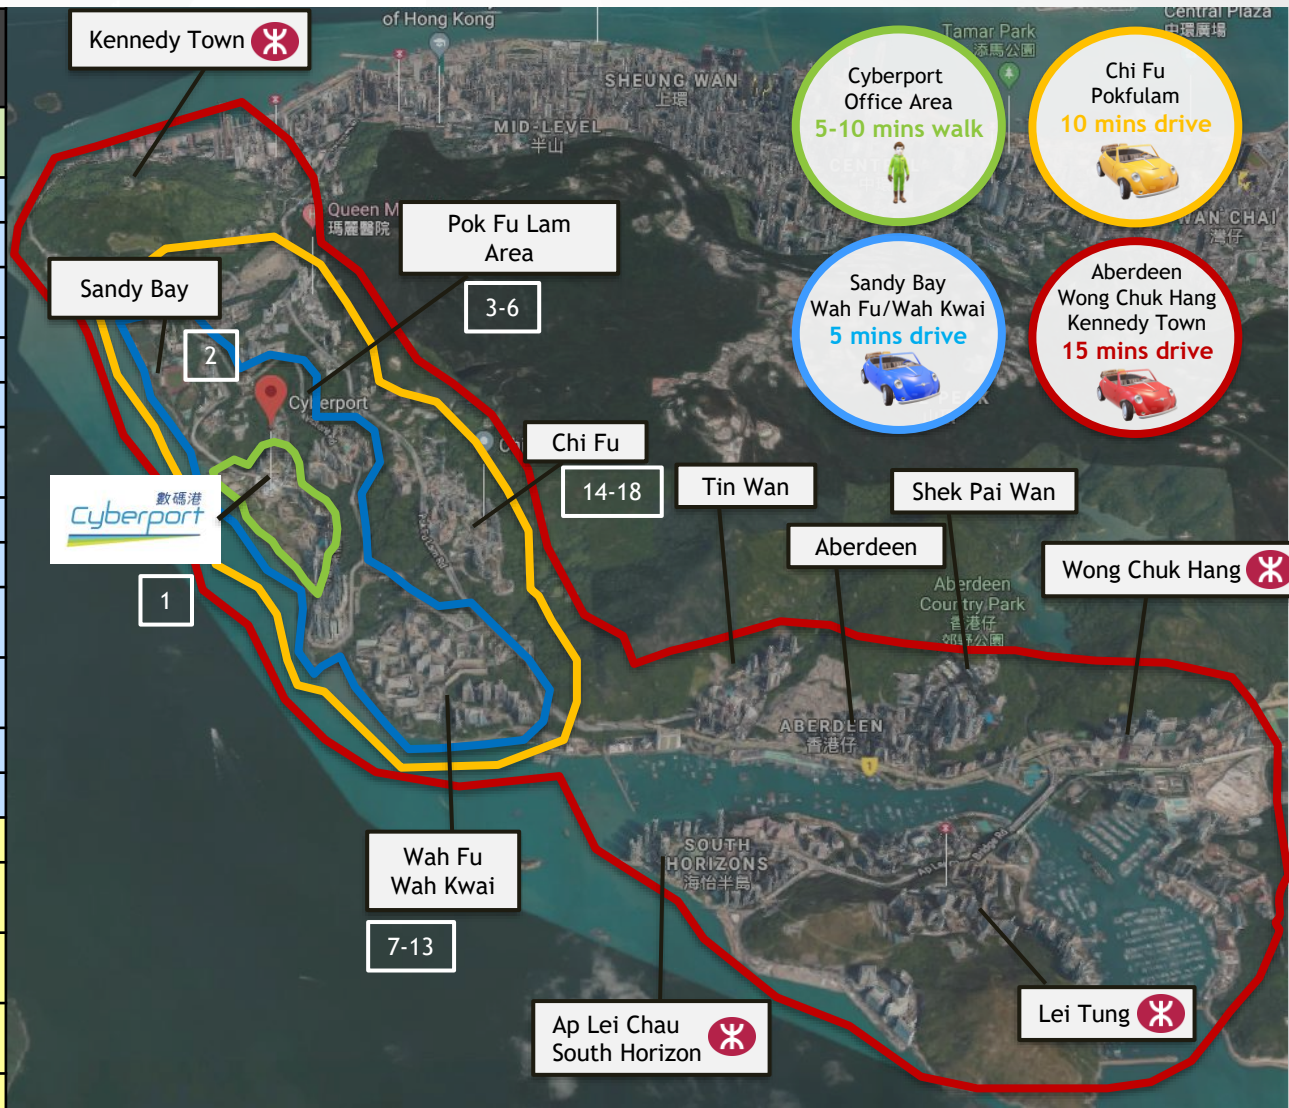 of Hong Kong
Kennedy Town
Central Plaza
中環廣場
Tamar Park
添馬公園
SHEUNG WAN
上環
MID-LEVEL
半山
Cyberport
Office Area
5-10 mins walk
Chi Fu
Pokfulam
10 mins drive
Queen M
瑪麗醫院
WAN CHAI
灣仔
Pok Fu Lam
Area
3-6
Sandy Bay
2
Sandy Bay
Wah Fu/Wah Kwai
5 mins drive
Aberdeen
Wong Chuk Hang
Kennedy Town
15 mins drive
Cyberport
Chi Fu
14-18
Tin Wan
Shek Pai Wan
數碼港
Cyberport
Aberdeen
Wong Chuk Hang
1
Aberdeen
Country Park
香港仔
郊野公園
ABERDEEN
香港仔
1
Wah Fu
Wah Kwai
7-13
SOUTH
HORIZONS
海怡半島
Ap Lei Chau
South Horizon
Lei Tung